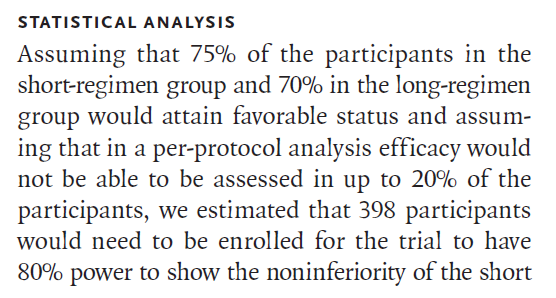 STATISTICAL ANALYSIS
Assuming that 75% of the participants in the
short-regimen group and 70% in the long-regimen
group would attain favorable status and assum-
ing that in a per-protocol analysis efficacy would
not be able to be assessed in up to 20% of the
participants, we estimated that 398 participants
would need to be enrolled for the trial to have
80% power to show the noninferiority of the short